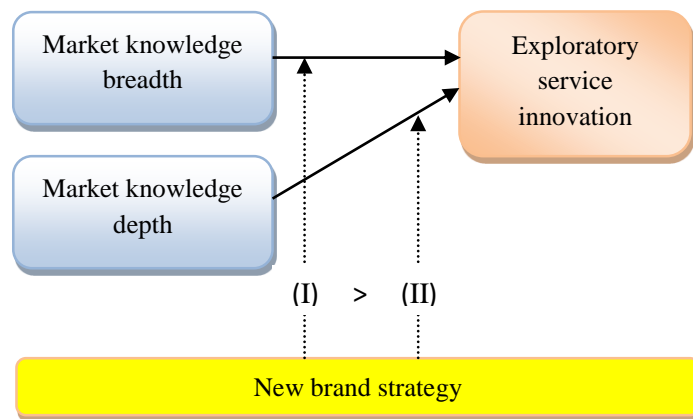 Market knowledge
breadth
Exploratory
service
innovation
Market knowledge
depth
(I) > (II)
New brand strategy